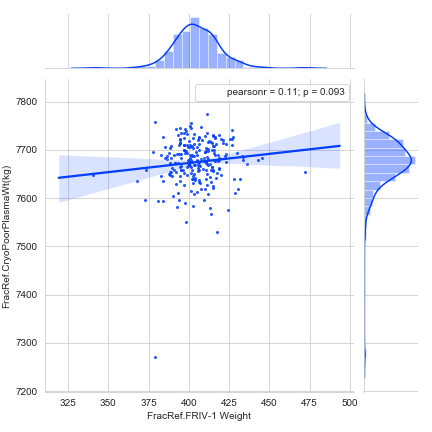 pearsonr = 0.11; p = 0.093
7800
7700
7600
7500
7400
7300
7200
FracRef.CryoPoorPlasmaWt(kg)
325 350 375 400 425 450 475 500
FracRef.FRIV-1 Weight